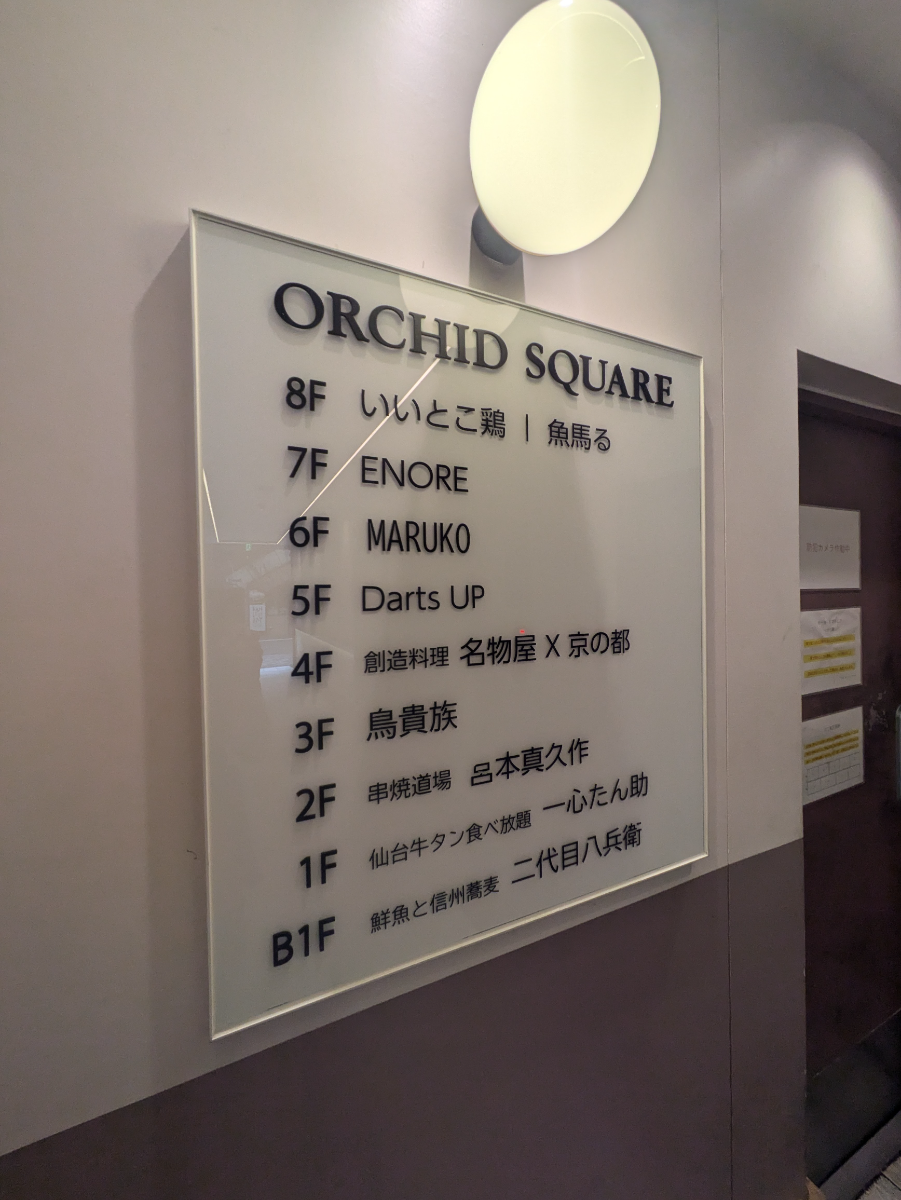 ORCHID SQUARE
8F いいとこ鶏 | 魚馬る
7F ENORE
6F MARUKO
5F Darts UP
4F 創造料理 名物屋 X 京の都
3F 鳥貴族
2F 串焼道場 呂本真久作
1F 仙台牛タン食べ放題 一心たん助
B1F 鮮魚と信州蕎麦 二代目八兵衛